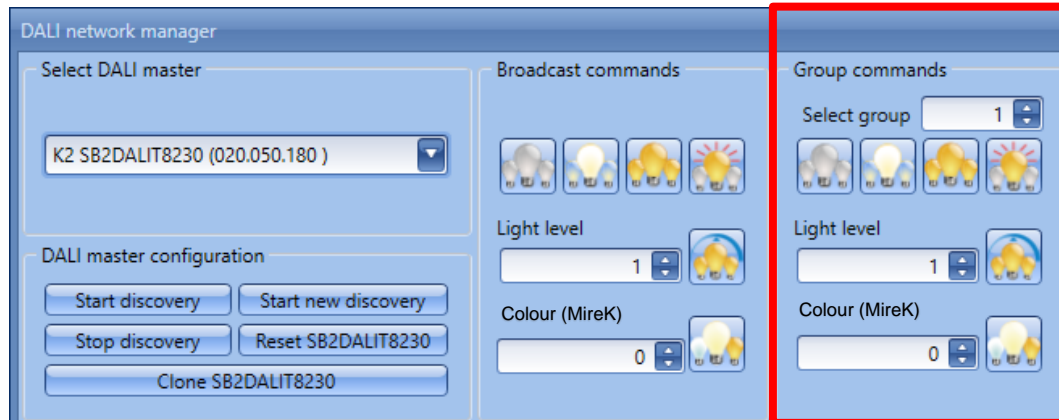 DALI network manager
Select DALI master
K2 SB2DALIT8230 (020.050.180 )
DALI master configuration
Start discovery
Start new discovery
Stop discovery
Reset SB2DALIT8230
Clone SB2DALIT8230
Broadcast commands
Light level
1
Colour (MireK)
0
Group commands
Select group
1
Light level
1
Colour (MireK)
0